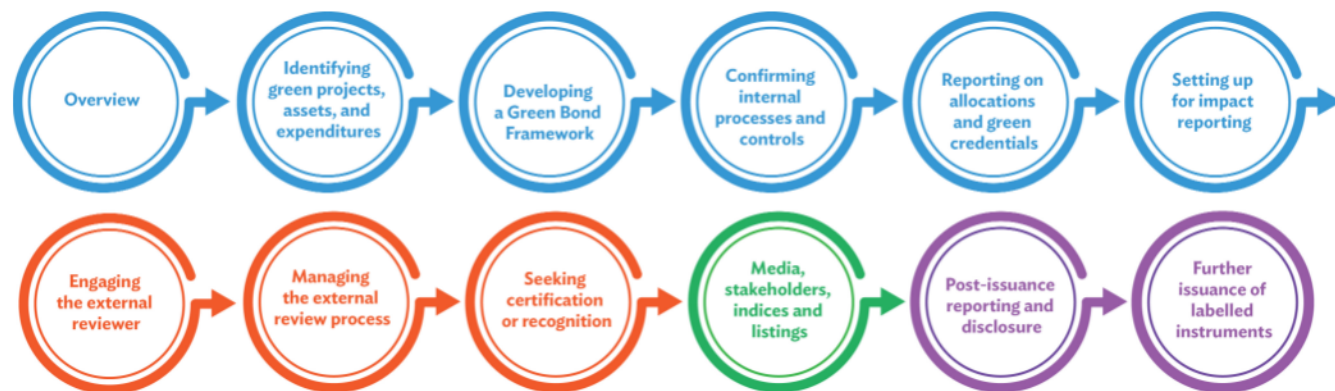 Overview
Identifying
green projects,
assets, and
expenditures
Developing
a Green Bond
Framework
Confirming
internal
processes and
controls
Reporting on
allocations
and green
credentials
Setting up
for impact
reporting
Engaging
the external
reviewer
Managing
the external
review process
Seeking
certification
or recognition
Media,
stakeholders,
indices and
listings
Post-issuance
reporting and
disclosure
Further
issuance of
labelled
instruments